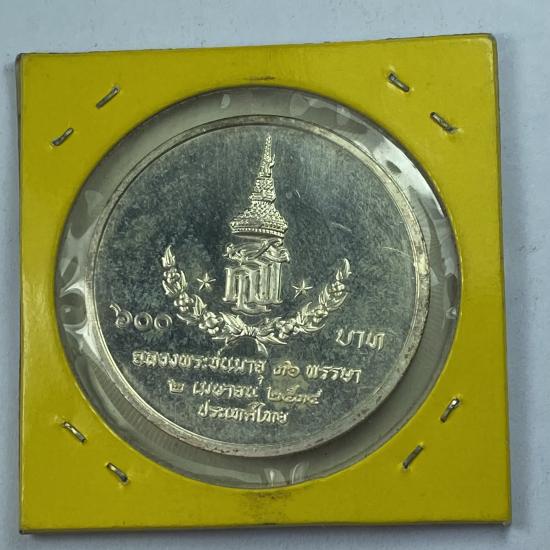 ๖๐๐ บาท
ฉลองพระชนมายุ ๓๖ พรรษา
๒ เมษายน ๒๕๓๔
ประเทศไทย